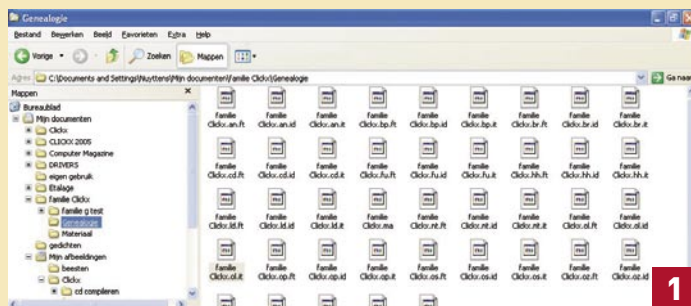 Genealogie
Bestand Bewerken Beeld Favorieten Extra Help
Vorige Zoeken Mappen
Adres C:\Documents and Settings\Nuyttens\Mijn documenten\familie Clickx\Genealogie Ga naar
Mappen
Bureaublad
Mijn documenten
Clickx
CLICKX 2005
Computer Magazine
DRIVERS
eigen gebruik
Etalage
familie Clickx
familie g test
Genealogie
Materiaal
gedichten
Mijn afbeeldingen
beesten
Clickx
cd compileren
familie Clickx.an.ft familie Clickx.an.id familie Clickx.an.it familie Clickx.bp.ft familie Clickx.bp.id familie Clickx.bp.it familie Clickx.br.ft familie Clickx.br.id familie Clickx.br.it
familie Clickx.cd.ft familie Clickx.cd.id familie Clickx.cd.it familie Clickx.fu.ft familie Clickx.fu.id familie Clickx.fu.it familie Clickx.hh.ft familie Clickx.hh.id familie Clickx.hh.it
familie Clickx.ld.ft familie Clickx.ld.id familie Clickx.ld.it familie Clickx.ma familie Clickx.nt.ft familie Clickx.nt.id familie Clickx.nt.it familie Clickx.ol.ft familie Clickx.ol.id
familie Clickx.ol.it familie Clickx.op.ft familie Clickx.op.id familie Clickx.op.it familie Clickx.os.ft familie Clickx.os.id familie Clickx.os.it familie Clickx.oz.ft familie Clickx.oz.id
1